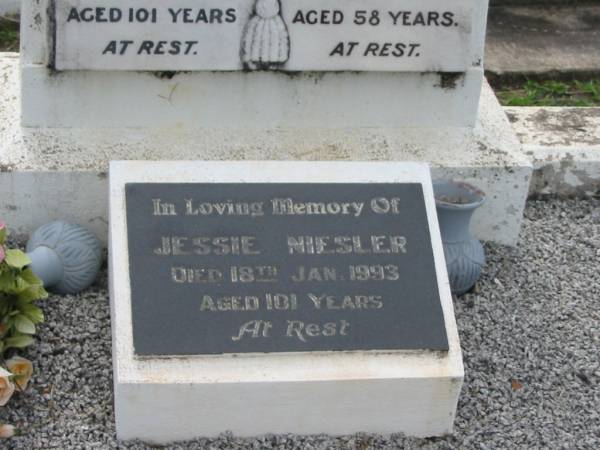 AGED 101 YEARS
AT REST.
AGED 58 YEARS.
AT REST.
In Loving Memory Of
JESSIE NIESLER
DIED 18TH JAN. 1993
AGED 101 YEARS
At Rest